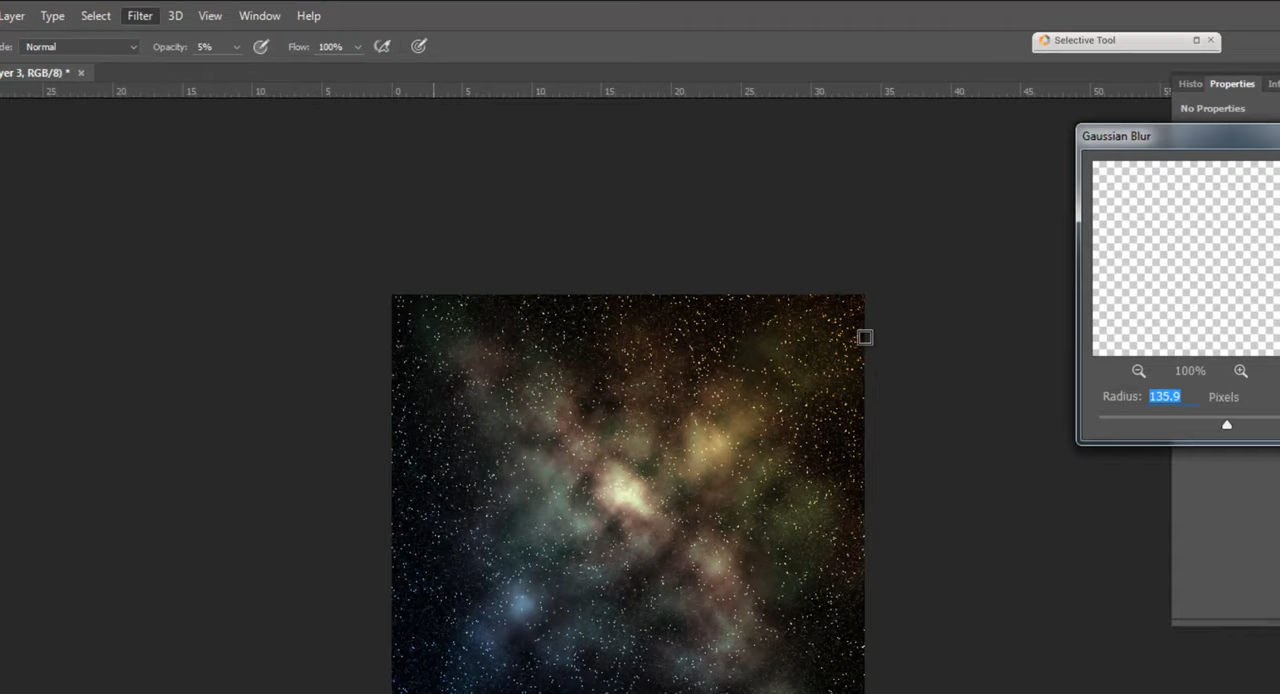 Layer Type Select Filter 3D View Window Help
de: Normal Opacity: 5% Flow: 100%
Selective Tool
yer 3, RGB/8) * ×
25 20 15 10 5 0 5 10 15 20 25 30 35 40 45 50 55
Histo Properties Inf
No Properties
Gaussian Blur
100%
Radius: 135.9 Pixels